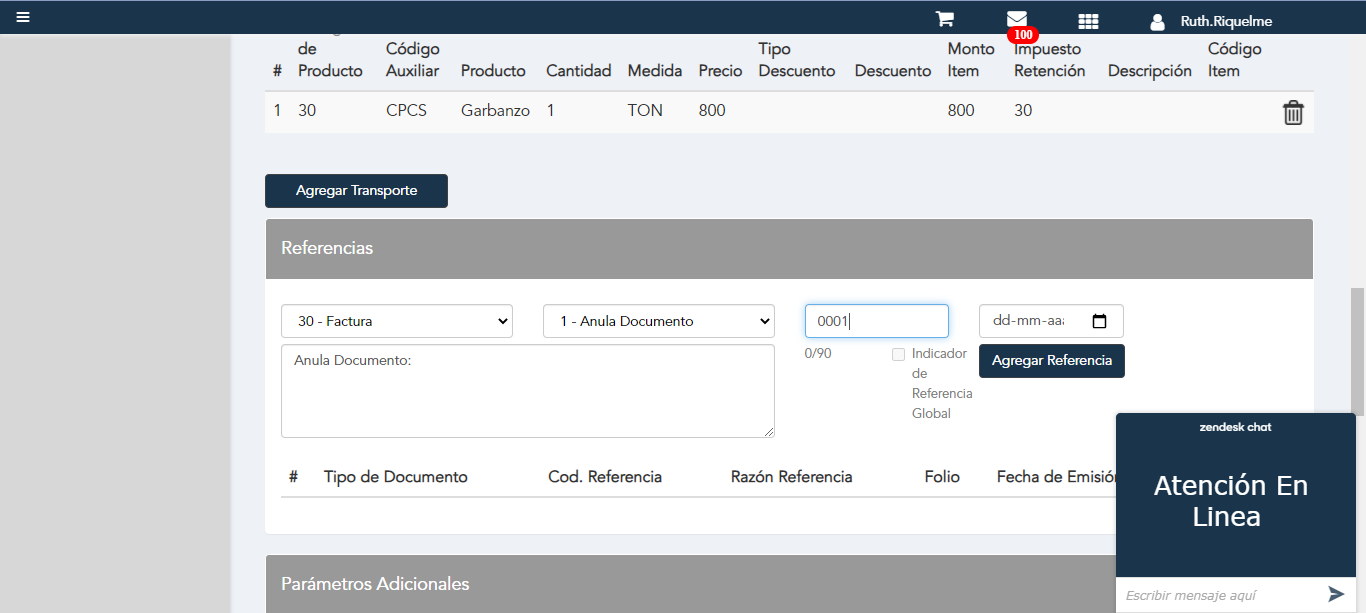 Ruth.Riquelme
100
# de Producto Código Auxiliar Producto Cantidad Medida Precio Tipo Descuento Descuento Monto Item Impuesto Retención Descripción Código Item
1 30 CPCS Garbanzo 1 TON 800 800 30
Agregar Transporte
Referencias
30 - Factura 1 - Anula Documento 0001 dd-mm-aa
Anula Documento:
0/90
Indicador
de
Referencia
Global
Agregar Referencia
# Tipo de Documento Cod. Referencia Razón Referencia Folio Fecha de Emisión
Parámetros Adicionales
zendesk chat
Atención En
Linea
Escribir mensaje aquí